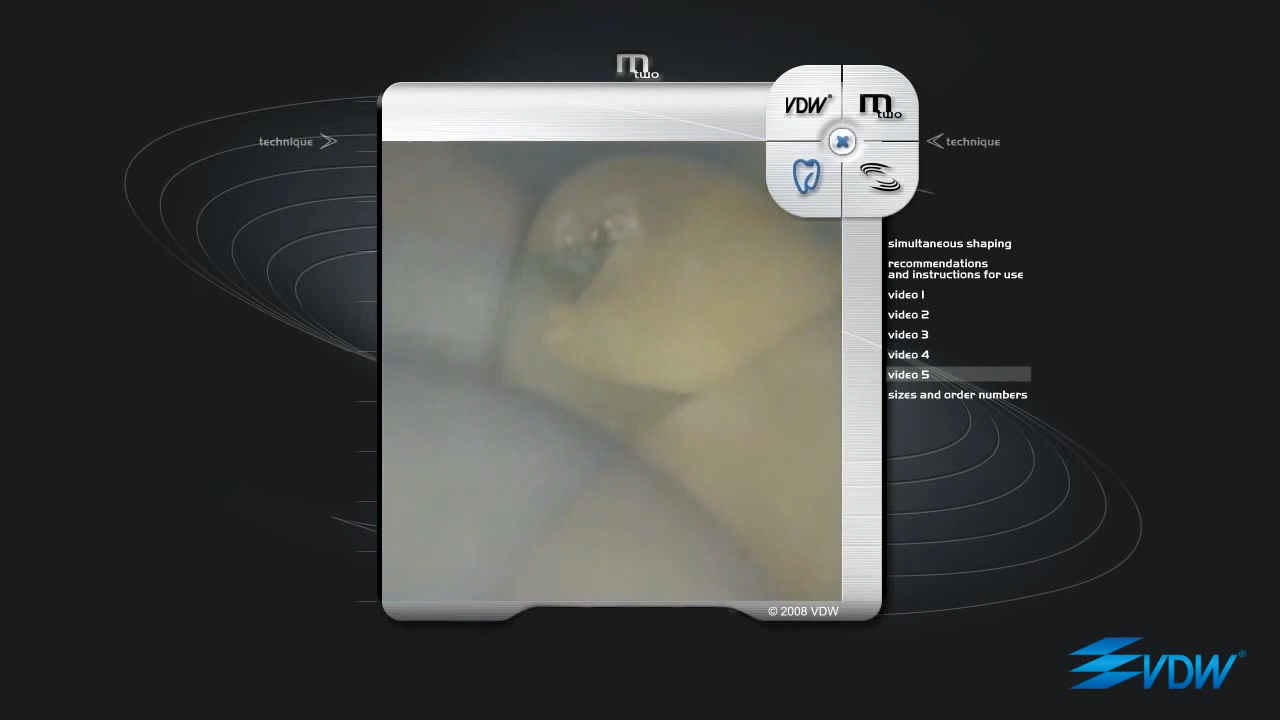 m
two
VDW®
m
two
technique
technique
simultaneous shaping
recommendations
and instructions for use
video 1
video 2
video 3
video 4
video 5
sizes and order numbers
© 2008 VDW
VDW®